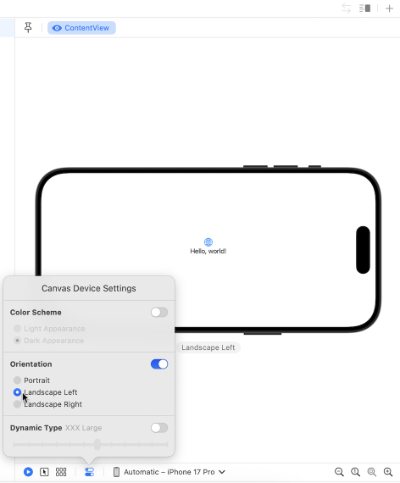 ContentView
Hello, world!
Canvas Device Settings
Color Scheme
Light Appearance
Dark Appearance
Landscape Left
Orientation
Portrait
Landscape Left
Landscape Right
Dynamic Type XXX Large
Automatic – iPhone 17 Pro